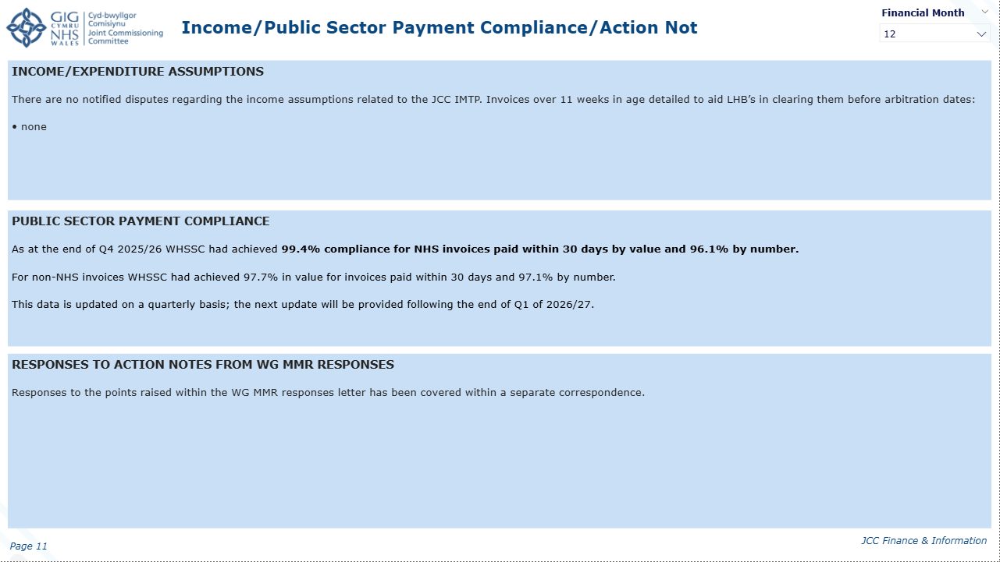 GIG
CYMRU
NHS
WALES
Cyd-bwyllgor
Comisiynu
Joint Commissioning
Committee
Income/Public Sector Payment Compliance/Action Not
Financial Month
12
INCOME/EXPENDITURE ASSUMPTIONS
There are no notified disputes regarding the income assumptions related to the JCC IMTP. Invoices over 11 weeks in age detailed to aid LHB's in clearing them before arbitration dates:
• none
PUBLIC SECTOR PAYMENT COMPLIANCE
As at the end of Q4 2025/26 WHSSC had achieved 99.4% compliance for NHS invoices paid within 30 days by value and 96.1% by number.
For non-NHS invoices WHSSC had achieved 97.7% in value for invoices paid within 30 days and 97.1% by number.
This data is updated on a quarterly basis; the next update will be provided following the end of Q1 of 2026/27.
RESPONSES TO ACTION NOTES FROM WG MMR RESPONSES
Responses to the points raised within the WG MMR responses letter has been covered within a separate correspondence.
Page 11
JCC Finance & Information